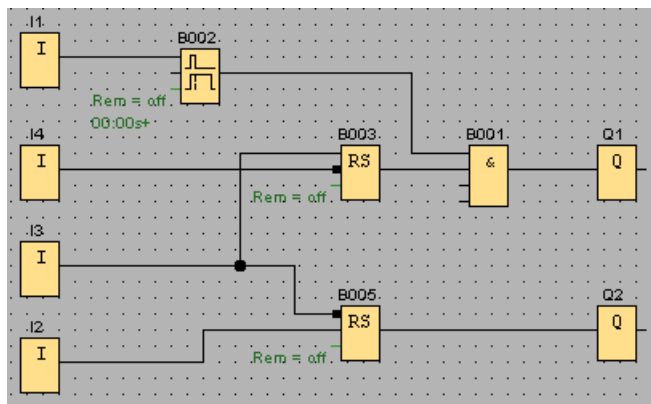 I1
I
B002
Rem = off
00:00s+
I4
I
B003
RS
Rem = off
B001
&
Q1
Q
I3
I
B005
RS
Rem = off
Q2
Q
I2
I